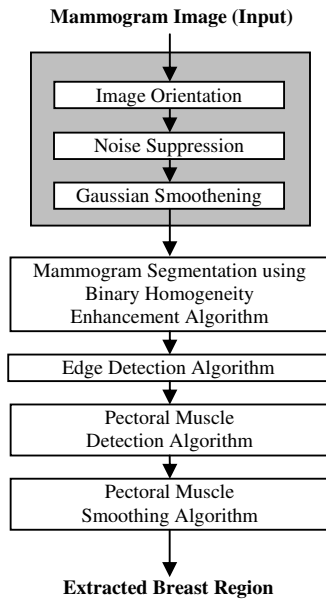 Mammogram Image (Input)
Image Orientation
Noise Suppression
Gaussian Smoothening
Mammogram Segmentation using
Binary Homogeneity
Enhancement Algorithm
Edge Detection Algorithm
Pectoral Muscle
Detection Algorithm
Pectoral Muscle
Smoothing Algorithm
Extracted Breast Region